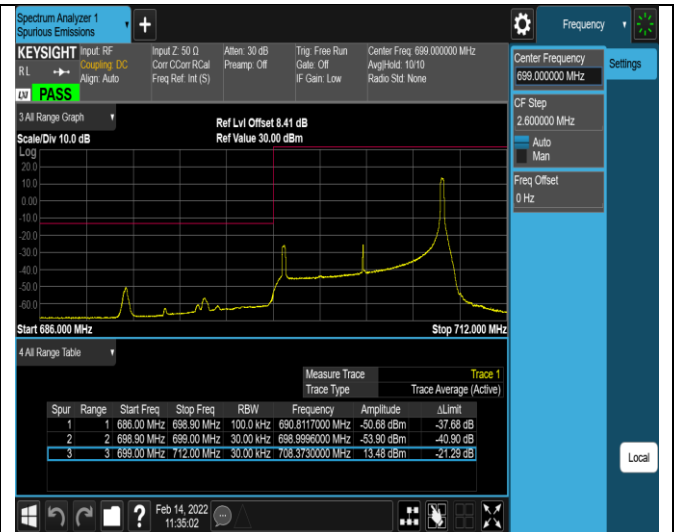 Spectrum Analyzer 1
Spurious Emissions
+
Frequency
KEYSIGHT
RL
LXI PASS
Input: RF
Coupling: DC
Align: Auto
Input Z: 50 Ω
Corr CCorr RCal
Freq Ref: Int (S)
Atten: 30 dB
Preamp: Off
Trig: Free Run
Gate: Off
IF Gain: Low
Center Freq: 699.000000 MHz
Avg|Hold: 10/10
Radio Std: None
Center Frequency
699.000000 MHz
Settings
CF Step
2.600000 MHz
Auto
Man
Freq Offset
0 Hz
3 All Range Graph
Scale/Div 10.0 dB
Ref Lvl Offset 8.41 dB
Ref Value 30.00 dBm
Log
20.0
10.0
0.00
-10.0
-20.0
-30.0
-40.0
-50.0
-60.0
Start 686.000 MHz
Stop 712.000 MHz
4 All Range Table
Measure Trace Trace 1
Trace Type Trace Average (Active)
Spur Range Start Freq Stop Freq RBW Frequency Amplitude ΔLimit
1 1 686.00 MHz 698.90 MHz 100.0 kHz 690.8117000 MHz -50.68 dBm -37.68 dB
2 2 698.90 MHz 699.00 MHz 30.00 kHz 698.9996000 MHz -53.90 dBm -40.90 dB
3 3 699.00 MHz 712.00 MHz 30.00 kHz 708.3730000 MHz 13.48 dBm -21.29 dB
Local
?
Feb 14, 2022
11:35:02